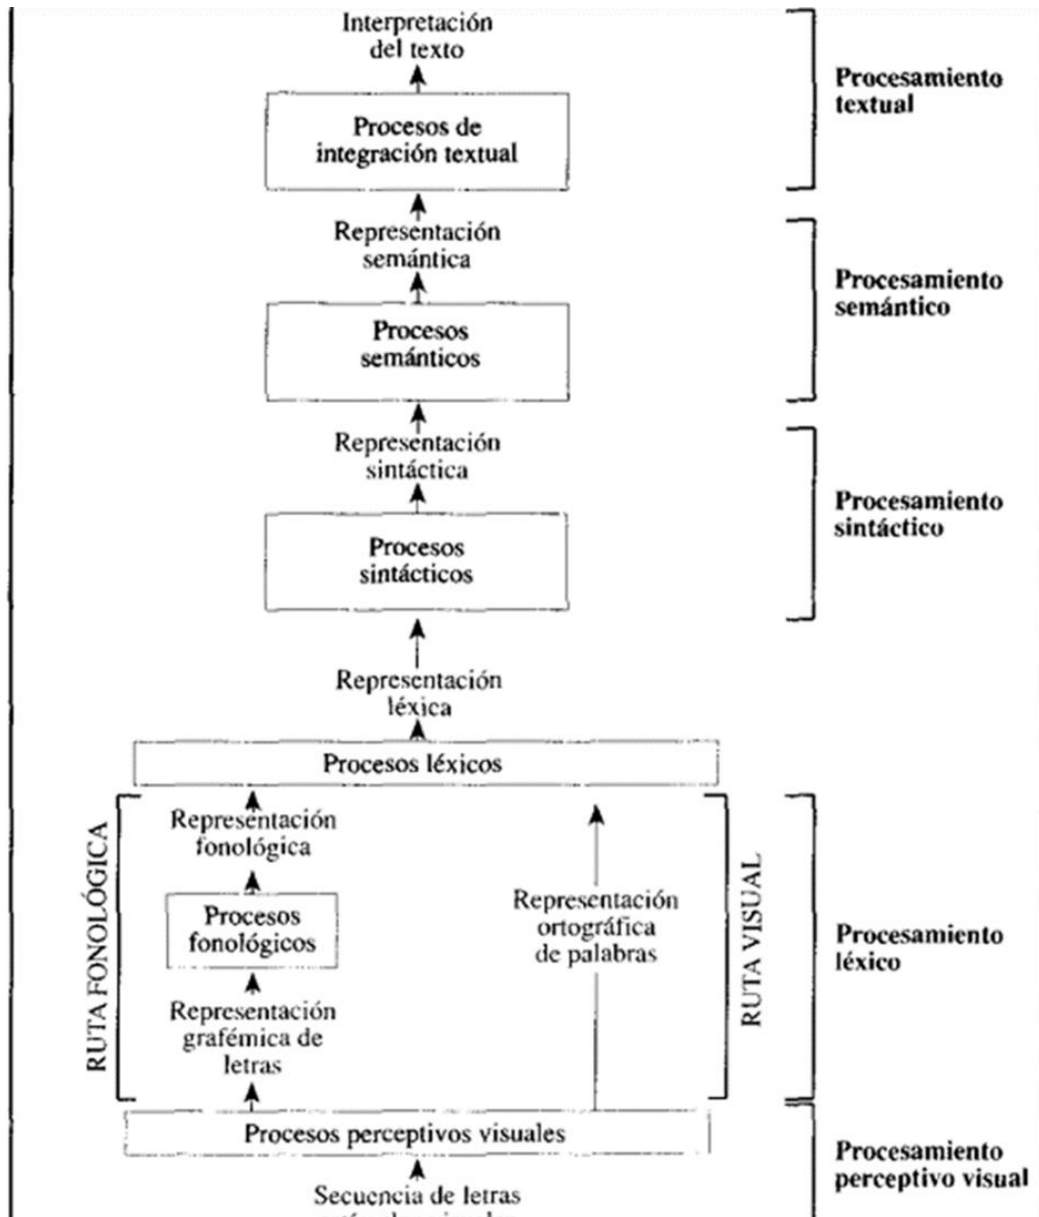 Interpretación
del texto
Procesos de
integración textual
Procesamiento
textual
Representación
semántica
Procesos
semánticos
Procesamiento
semántico
Representación
sintáctica
Procesos
sintácticos
Procesamiento
sintáctico
Representación
léxica
Procesos léxicos
RUTA FONOLÓGICA
Representación
fonológica
Procesos
fonológicos
Representación
grafémica de
letras
Representación
ortográfica
de palabras
RUTA VISUAL
Procesamiento
léxico
Procesos perceptivos visuales
Procesamiento
perceptivo visual
Secuencia de letras